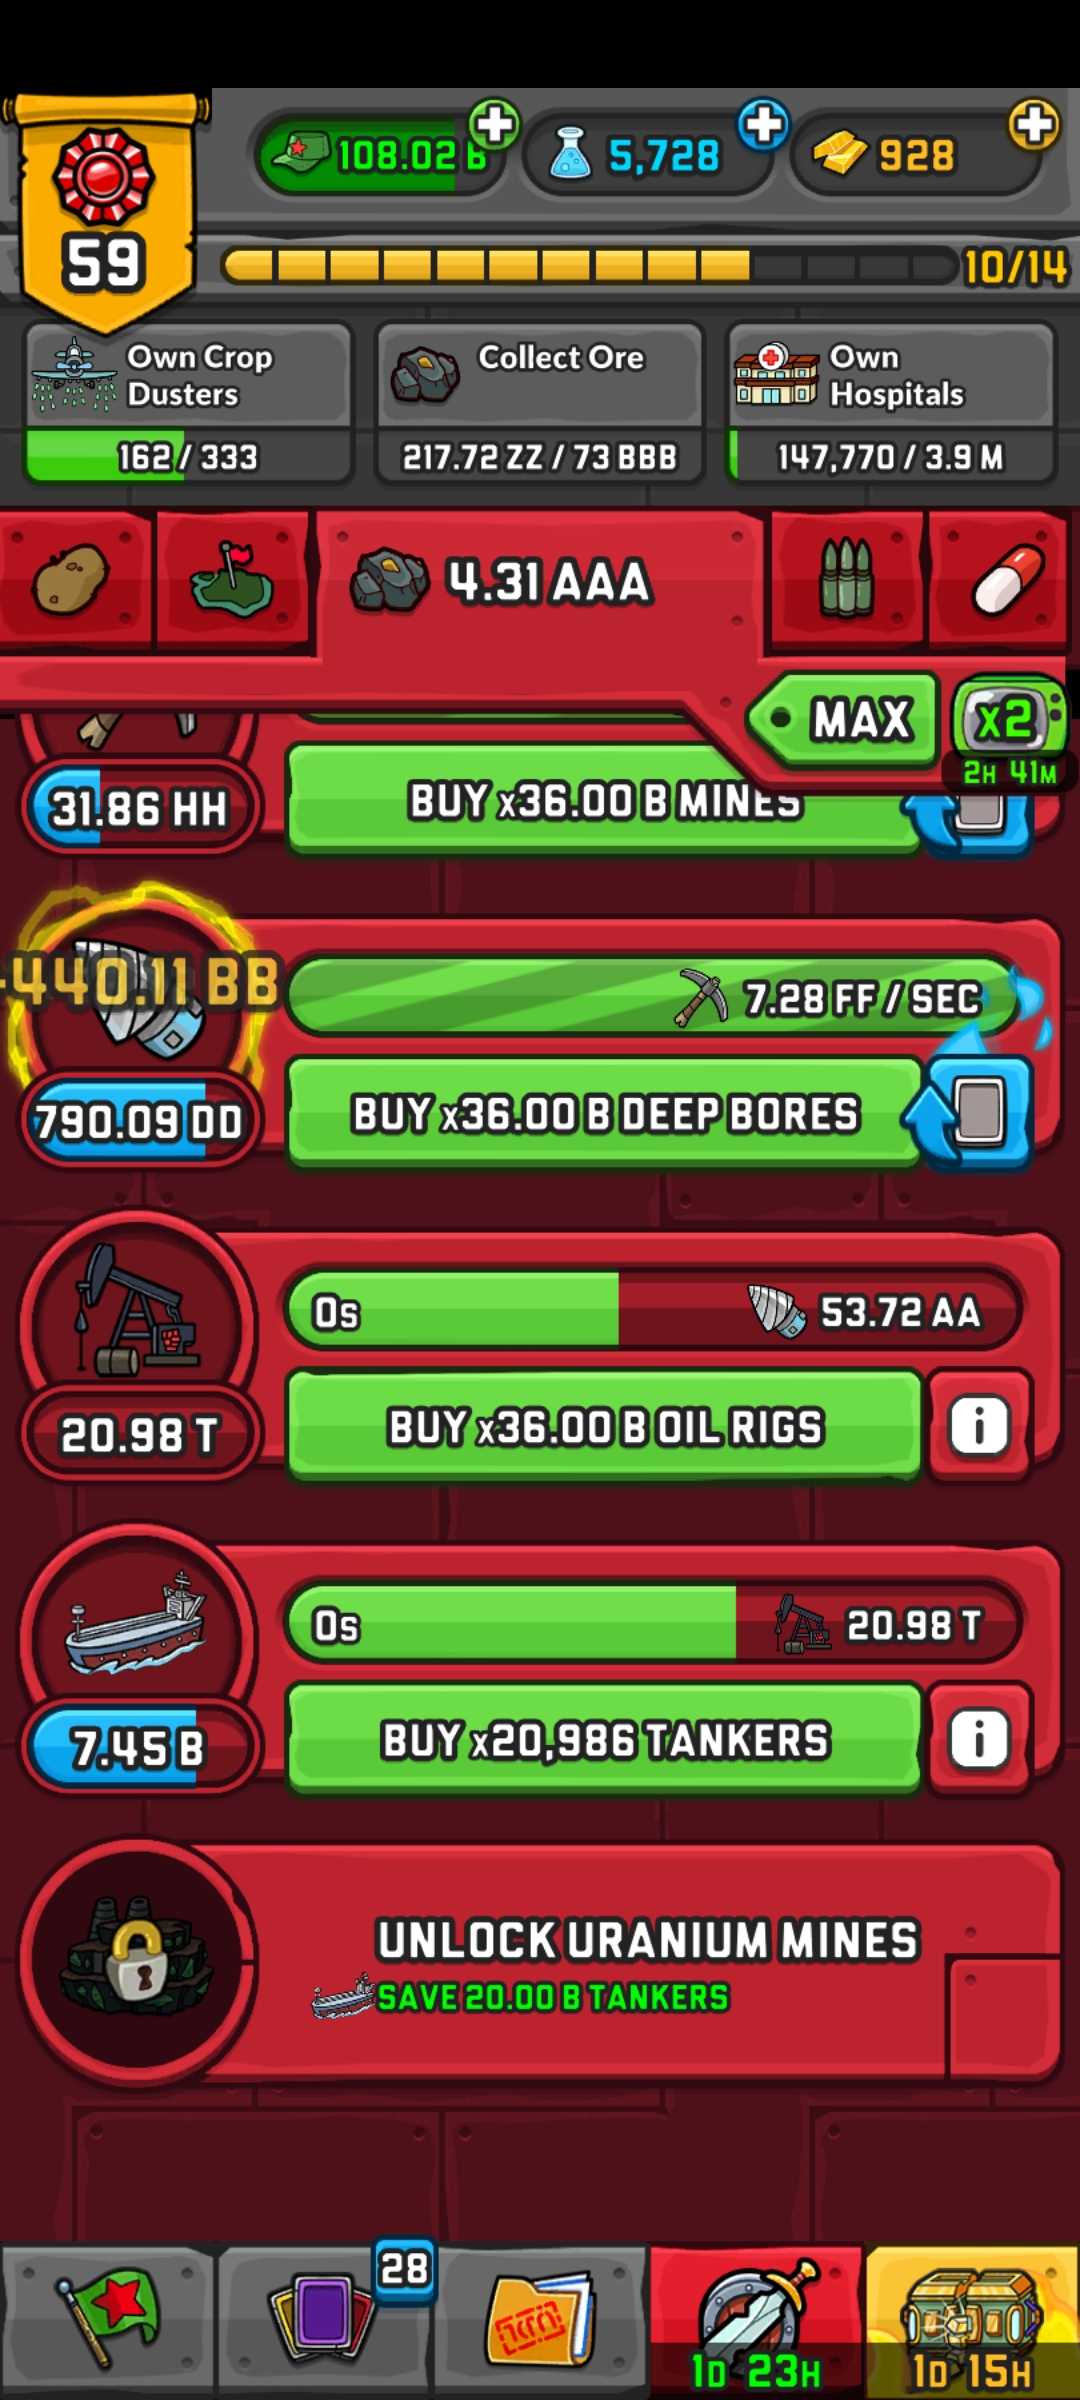 108.02 B
5,728
928
59
10/14
Own Crop
Dusters
162 / 333
Collect Ore
217.72 ZZ / 73 BBB
Own
Hospitals
147,770 / 3.9 M
4.31 AAA
MAX
x2
2H 41M
31.86 HH
BUY x36.00 B MINES
-440.11 BB
7.28 FF / SEC
790.09 DD
BUY x36.00 B DEEP BORES
0s
53.72 AA
20.98 T
BUY x36.00 B OIL RIGS
i
0s
20.98 T
7.45 B
BUY x20,986 TANKERS
i
UNLOCK URANIUM MINES
SAVE 20.00 B TANKERS
28
1D 23H
1D 15H